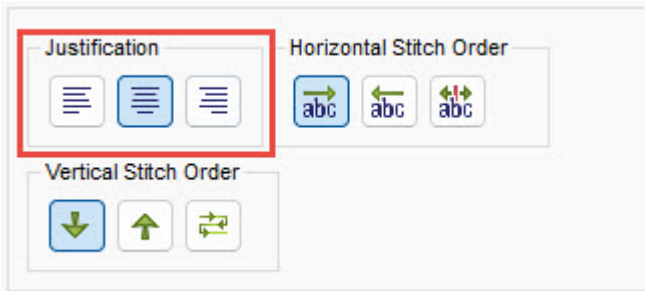 Justification
Horizontal Stitch Order
abc abc abc
Vertical Stitch Order